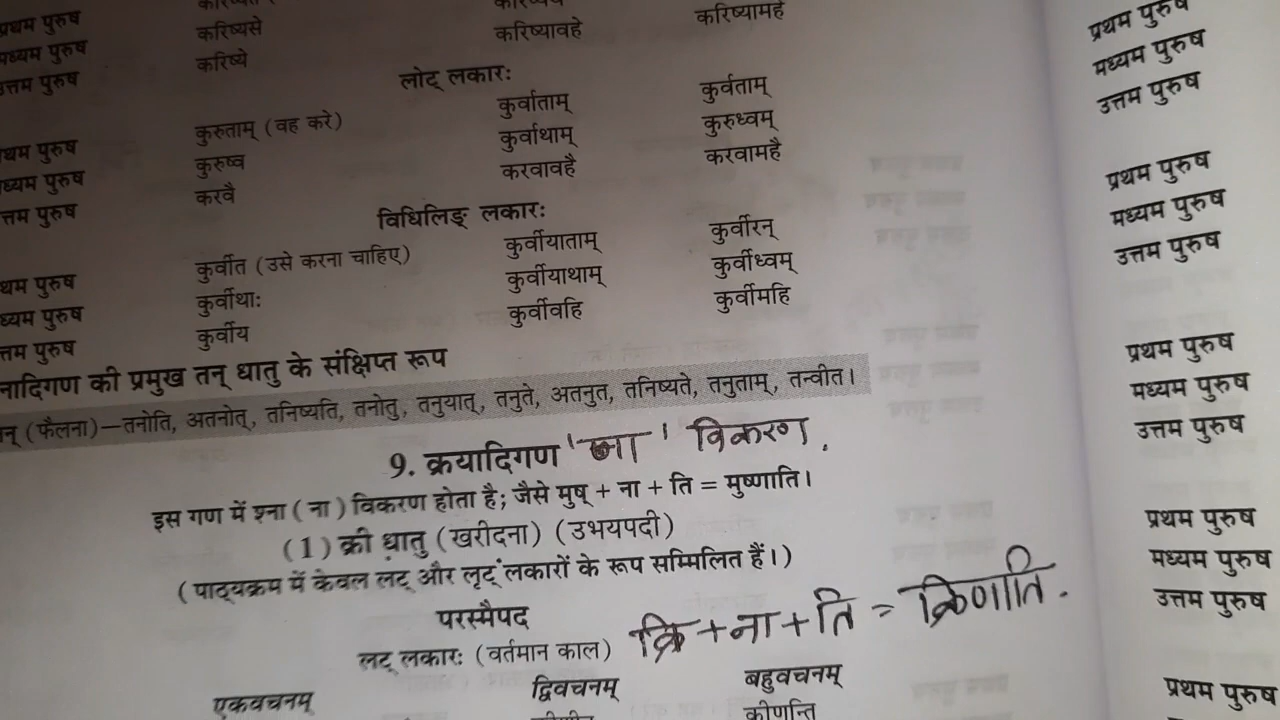 करिष्यसे करिष्यावहे करिष्यामहे
करिष्ये
लोट् लकारः
कुरुताम् (वह करे) कुर्वाताम् कुर्वताम्
कुरुष्व कुर्वाथाम् कुरुध्वम्
करवै करवावहै करवामहै
विधिलिङ् लकारः
कुर्वीत (उसे करना चाहिए) कुर्वीयाताम् कुर्वीरन्
कुर्वीथाः कुर्वीयाथाम् कुर्वीध्वम्
कुर्वीय कुर्वीवहि कुर्वीमहि
नादिगण की प्रमुख तन् धातु के संक्षिप्त रूप
न् (फैलना)—तनोति, अतनोत्, तनिष्यति, तनोतु, तनुयात्, तनुते, अतनुत, तनिष्यते, तनुताम्, तन्वीत।
9. क्रयादिगण 'ना' विकरण.
इस गण में श्ना (ना) विकरण होता है; जैसे मुष् + ना + ति = मुष्णाति।
(1) क्री धातु (खरीदना) (उभयपदी)
(पाठ्यक्रम में केवल लट् और लृट् लकारों के रूप सम्मिलित हैं।)
परस्मैपद
क्रि + ना + ति = क्रिणाति.
लट् लकारः (वर्तमान काल)
एकवचनम् द्विवचनम् बहुवचनम्
प्रथम पुरुष
मध्यम पुरुष
उत्तम पुरुष
प्रथम पुरुष
मध्यम पुरुष
उत्तम पुरुष
प्रथम पुरुष
मध्यम पुरुष
उत्तम पुरुष
प्रथम पुरुष
मध्यम पुरुष
उत्तम पुरुष
प्रथम पुरुष